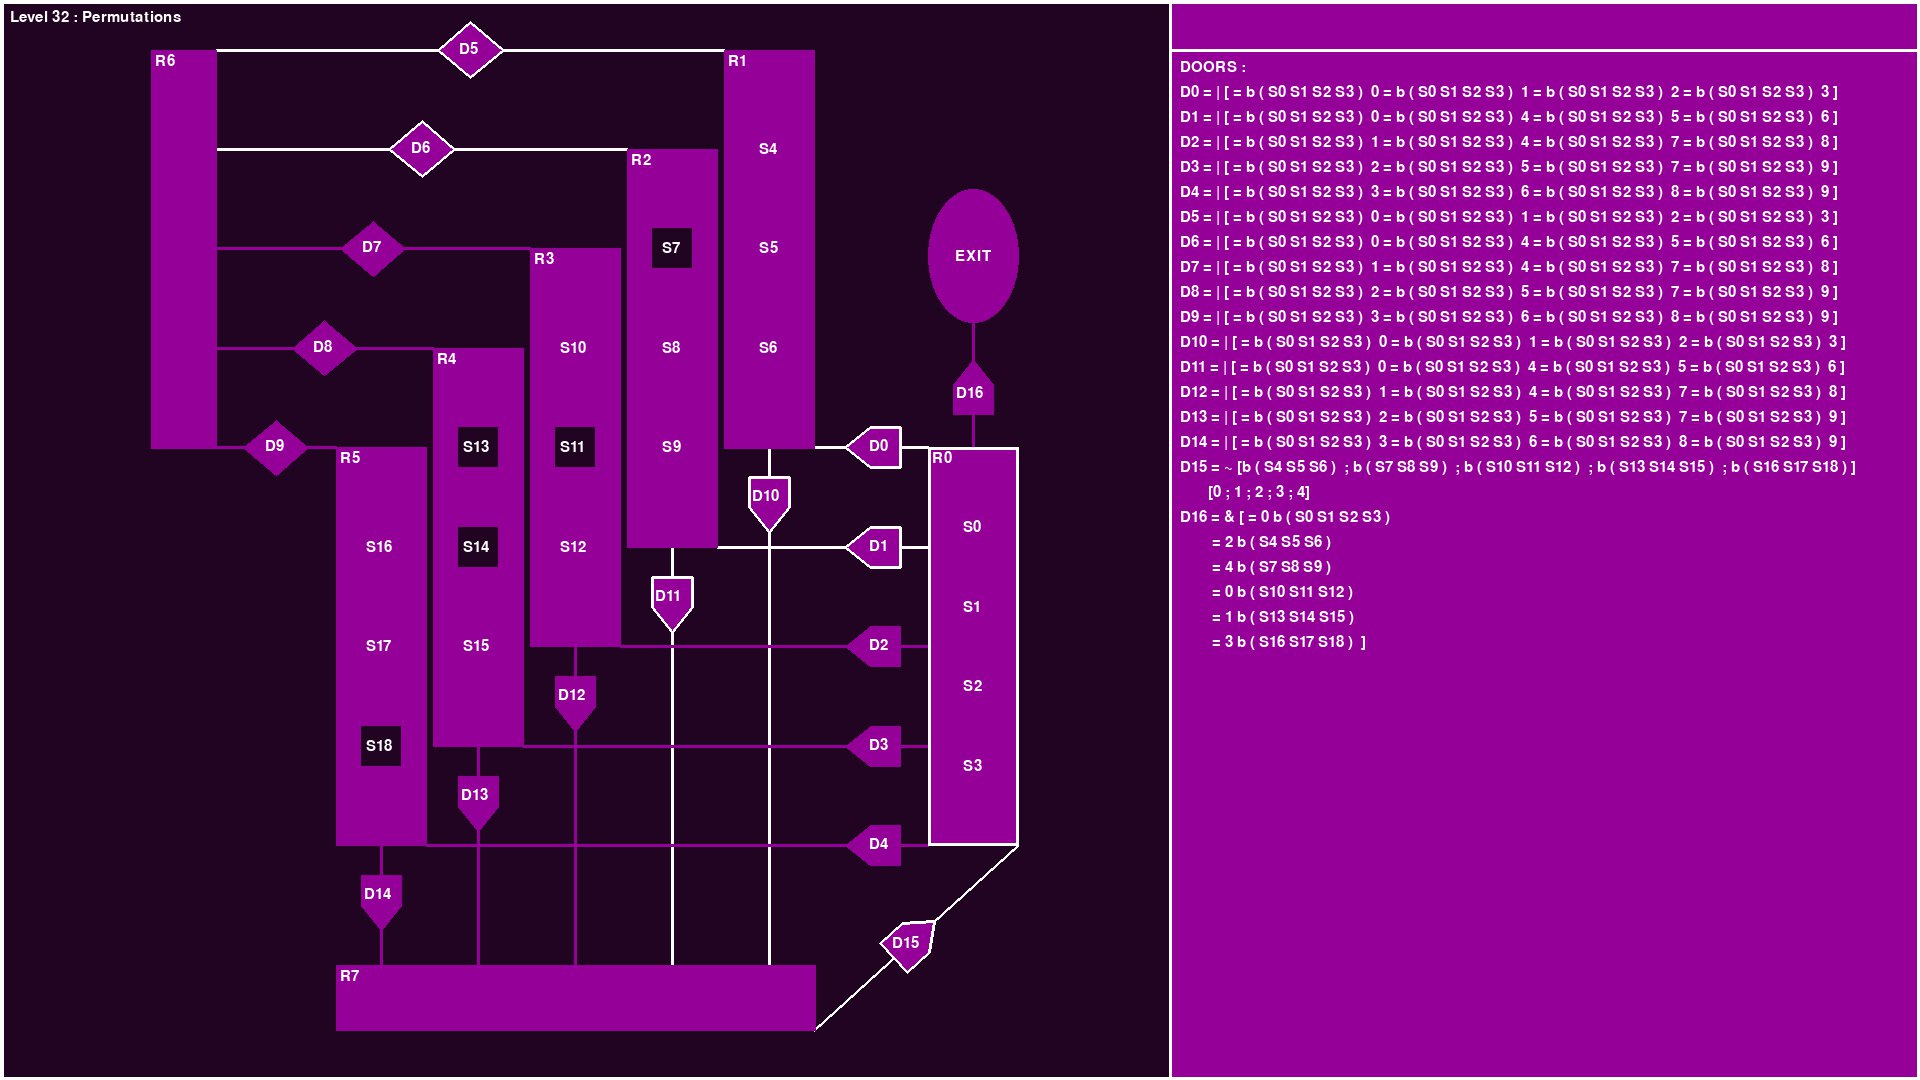 Level 32 : Permutations
R6
D5
R1
D6
R2
S4
D7
R3
S7
S5
EXIT
D8
R4
S10
S8
S6
D16
D9
R5
S13
S11
S9
D0
R0
D10
S0
S16
S14
S12
D1
D11
S1
S17
S15
D2
D12
S2
S18
D13
D3
S3
D14
D4
D15
R7
DOORS :
D0 = | [ = b ( S0 S1 S2 S3 ) 0 = b ( S0 S1 S2 S3 ) 1 = b ( S0 S1 S2 S3 ) 2 = b ( S0 S1 S2 S3 ) 3 ]
D1 = | [ = b ( S0 S1 S2 S3 ) 0 = b ( S0 S1 S2 S3 ) 4 = b ( S0 S1 S2 S3 ) 5 = b ( S0 S1 S2 S3 ) 6 ]
D2 = | [ = b ( S0 S1 S2 S3 ) 1 = b ( S0 S1 S2 S3 ) 4 = b ( S0 S1 S2 S3 ) 7 = b ( S0 S1 S2 S3 ) 8 ]
D3 = | [ = b ( S0 S1 S2 S3 ) 2 = b ( S0 S1 S2 S3 ) 5 = b ( S0 S1 S2 S3 ) 7 = b ( S0 S1 S2 S3 ) 9 ]
D4 = | [ = b ( S0 S1 S2 S3 ) 3 = b ( S0 S1 S2 S3 ) 6 = b ( S0 S1 S2 S3 ) 8 = b ( S0 S1 S2 S3 ) 9 ]
D5 = | [ = b ( S0 S1 S2 S3 ) 0 = b ( S0 S1 S2 S3 ) 1 = b ( S0 S1 S2 S3 ) 2 = b ( S0 S1 S2 S3 ) 3 ]
D6 = | [ = b ( S0 S1 S2 S3 ) 0 = b ( S0 S1 S2 S3 ) 4 = b ( S0 S1 S2 S3 ) 5 = b ( S0 S1 S2 S3 ) 6 ]
D7 = | [ = b ( S0 S1 S2 S3 ) 1 = b ( S0 S1 S2 S3 ) 4 = b ( S0 S1 S2 S3 ) 7 = b ( S0 S1 S2 S3 ) 8 ]
D8 = | [ = b ( S0 S1 S2 S3 ) 2 = b ( S0 S1 S2 S3 ) 5 = b ( S0 S1 S2 S3 ) 7 = b ( S0 S1 S2 S3 ) 9 ]
D9 = | [ = b ( S0 S1 S2 S3 ) 3 = b ( S0 S1 S2 S3 ) 6 = b ( S0 S1 S2 S3 ) 8 = b ( S0 S1 S2 S3 ) 9 ]
D10 = | [ = b ( S0 S1 S2 S3 ) 0 = b ( S0 S1 S2 S3 ) 1 = b ( S0 S1 S2 S3 ) 2 = b ( S0 S1 S2 S3 ) 3 ]
D11 = | [ = b ( S0 S1 S2 S3 ) 0 = b ( S0 S1 S2 S3 ) 4 = b ( S0 S1 S2 S3 ) 5 = b ( S0 S1 S2 S3 ) 6 ]
D12 = | [ = b ( S0 S1 S2 S3 ) 1 = b ( S0 S1 S2 S3 ) 4 = b ( S0 S1 S2 S3 ) 7 = b ( S0 S1 S2 S3 ) 8 ]
D13 = | [ = b ( S0 S1 S2 S3 ) 2 = b ( S0 S1 S2 S3 ) 5 = b ( S0 S1 S2 S3 ) 7 = b ( S0 S1 S2 S3 ) 9 ]
D14 = | [ = b ( S0 S1 S2 S3 ) 3 = b ( S0 S1 S2 S3 ) 6 = b ( S0 S1 S2 S3 ) 8 = b ( S0 S1 S2 S3 ) 9 ]
D15 = ~ [b ( S4 S5 S6 ) ; b ( S7 S8 S9 ) ; b ( S10 S11 S12 ) ; b ( S13 S14 S15 ) ; b ( S16 S17 S18 ) ]
[0 ; 1 ; 2 ; 3 ; 4]
D16 = & [ = 0 b ( S0 S1 S2 S3 )
= 2 b ( S4 S5 S6 )
= 4 b ( S7 S8 S9 )
= 0 b ( S10 S11 S12 )
= 1 b ( S13 S14 S15 )
= 3 b ( S16 S17 S18 ) ]